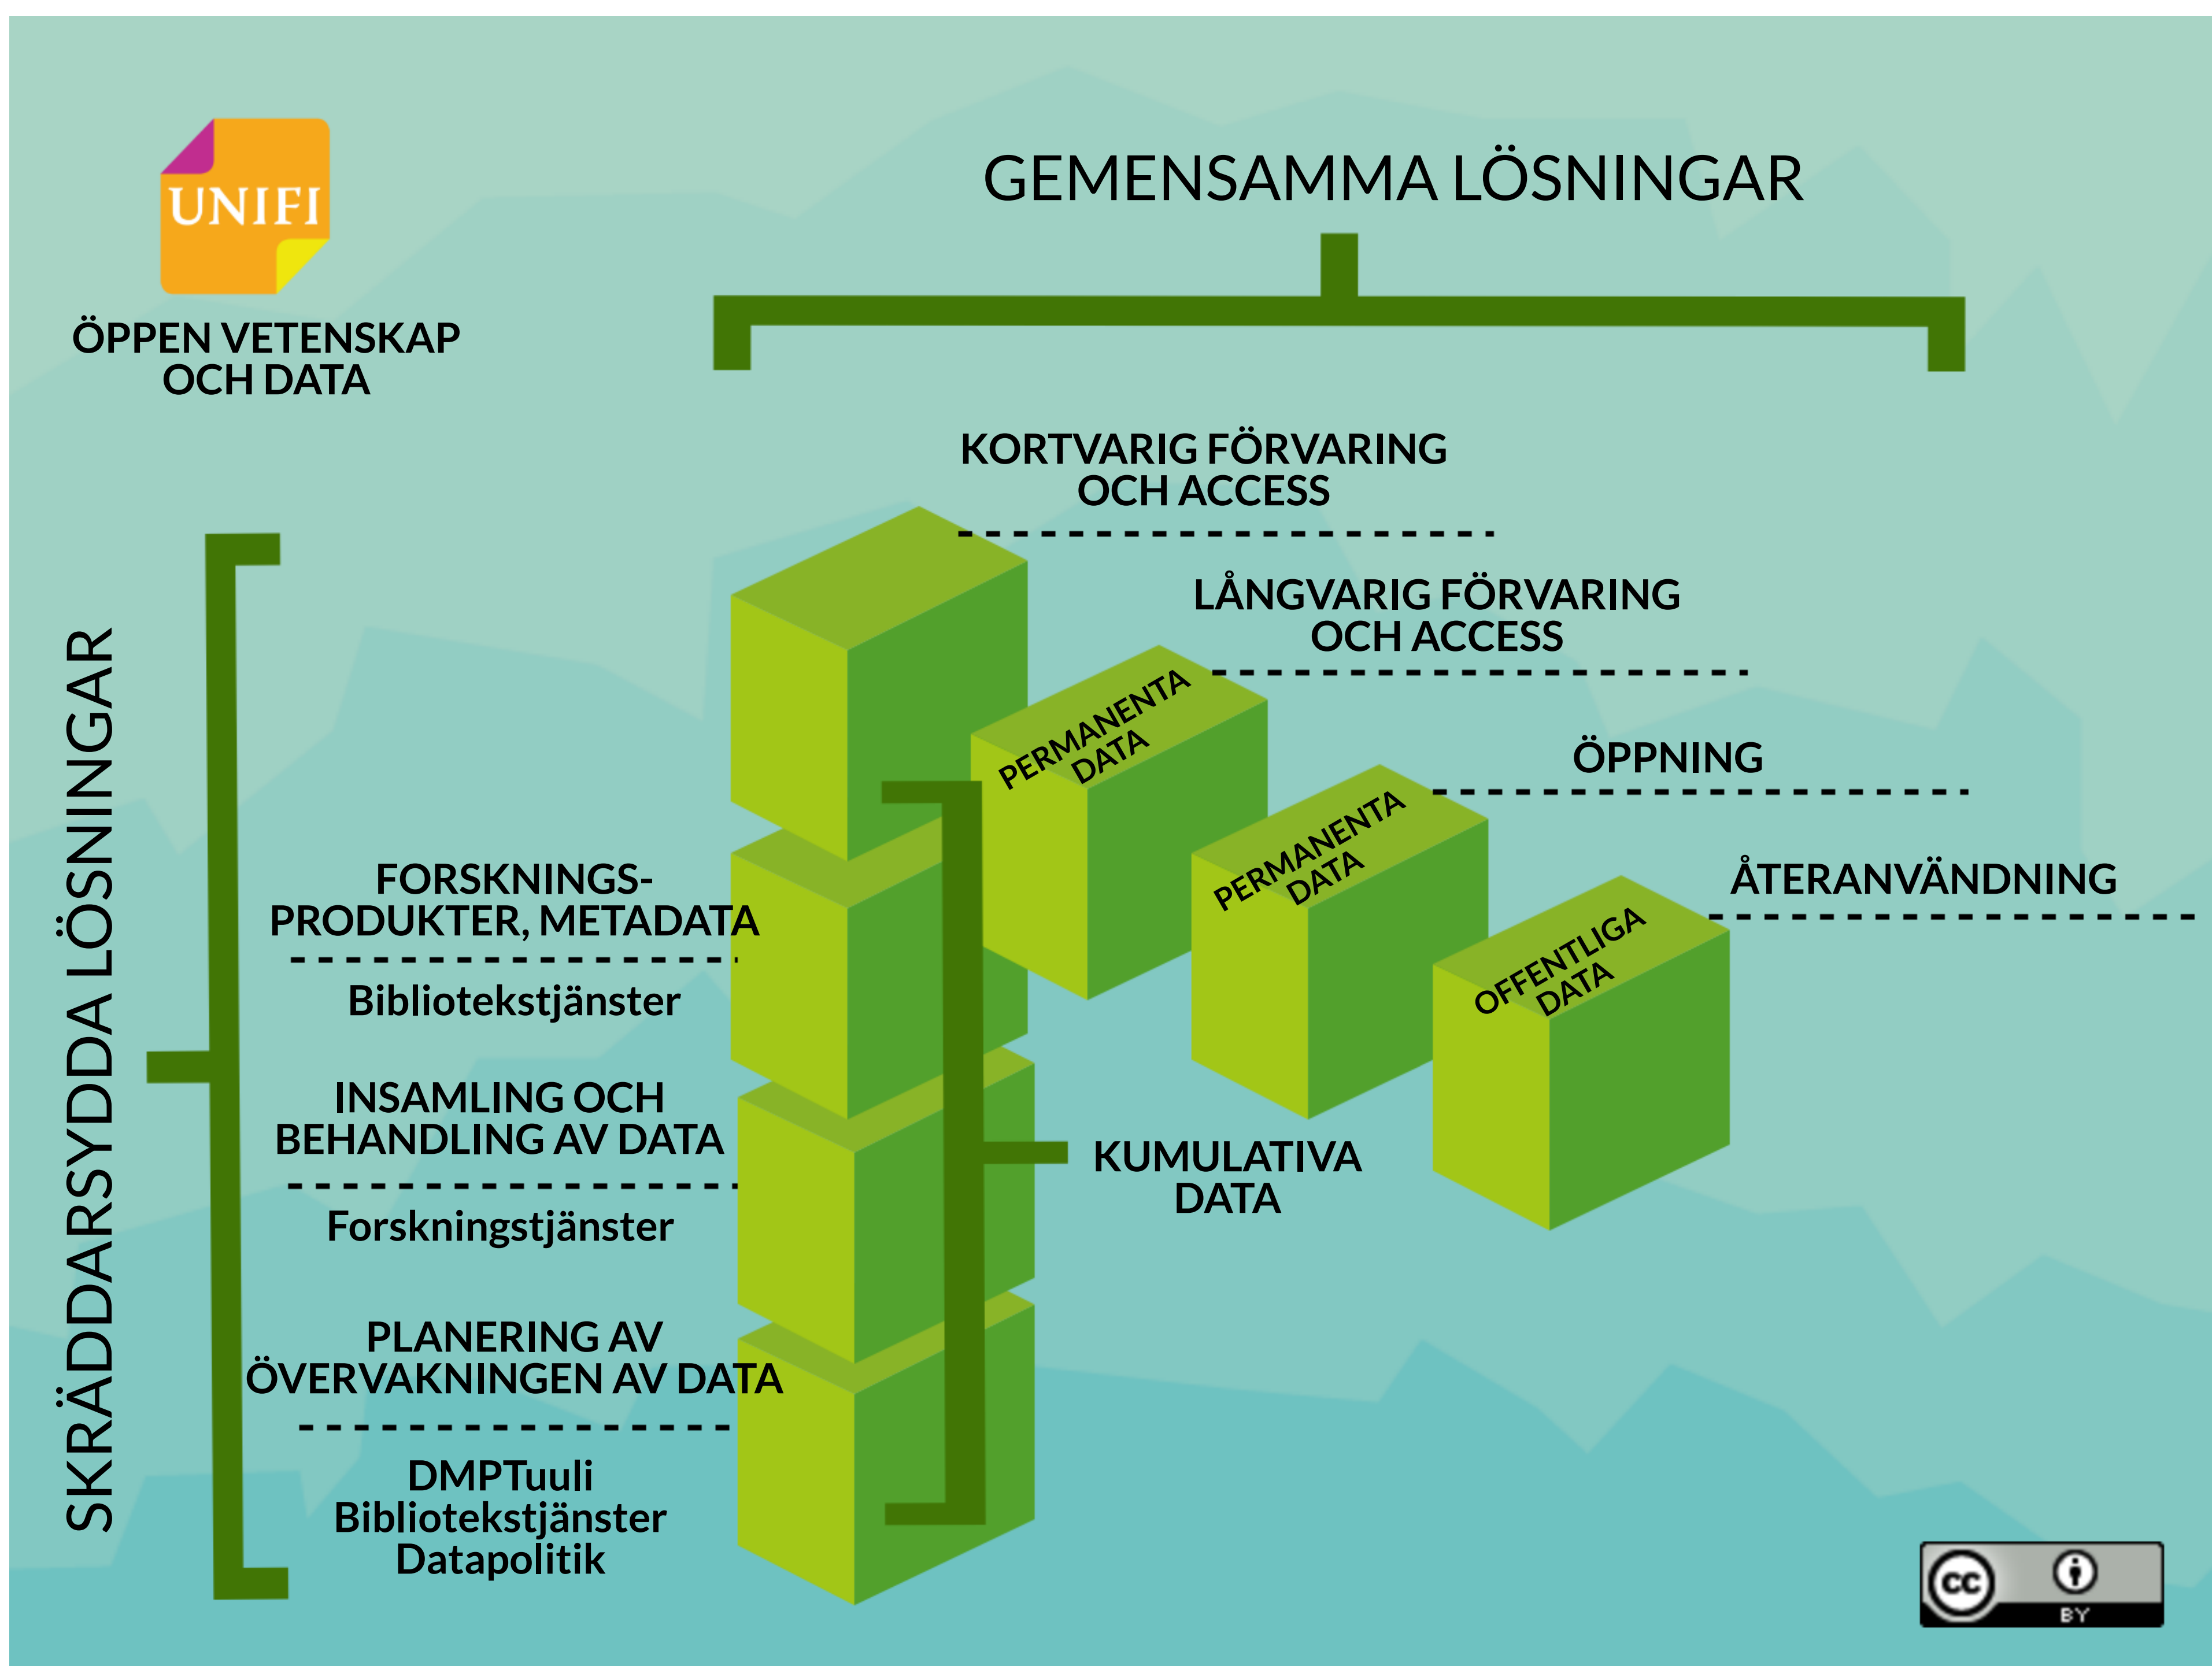 UNIFI
ÖPPEN VETENSKAP
OCH DATA
GEMENSAMMA LÖSNINGAR
KORTVARIG FÖRVARING
OCH ACCESS
LÅNGVARIG FÖRVARING
OCH ACCESS
ÖPPNING
ÅTERANVÄNDNING
PERMANENTA
DATA
PERMANENTA
DATA
OFFENTLIGA
DATA
SKRÄDDARSYDDA LÖSNINGAR
FORSKNINGS-
PRODUKTER, METADATA
Bibliotekstjänster
INSAMLING OCH
BEHANDLING AV DATA
Forskningstjänster
PLANERING AV
ÖVERVAKNINGEN AV DATA
DMPTuuli
Bibliotekstjänster
Datapolitik
KUMULATIVA
DATA
cc
BY